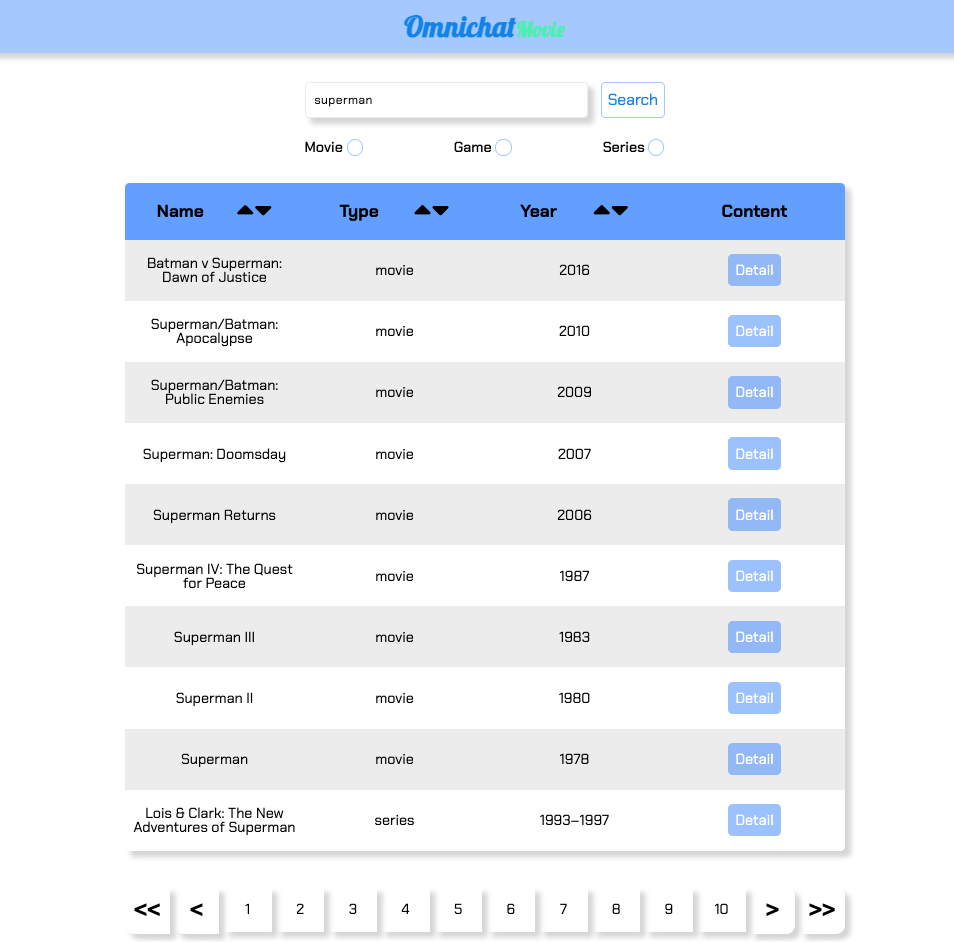 OmnichatMovie
superman
Search
Movie Game Series
Name Type Year Content
Batman v Superman:
Dawn of Justice
movie 2016 Detail
Superman/Batman:
Apocalypse
movie 2010 Detail
Superman/Batman:
Public Enemies
movie 2009 Detail
Superman: Doomsday movie 2007 Detail
Superman Returns movie 2006 Detail
Superman IV: The Quest
for Peace
movie 1987 Detail
Superman III movie 1983 Detail
Superman II movie 1980 Detail
Superman movie 1978 Detail
Lois & Clark: The New
Adventures of Superman
series 1993–1997 Detail
<< < 1 2 3 4 5 6 7 8 9 10 > >>